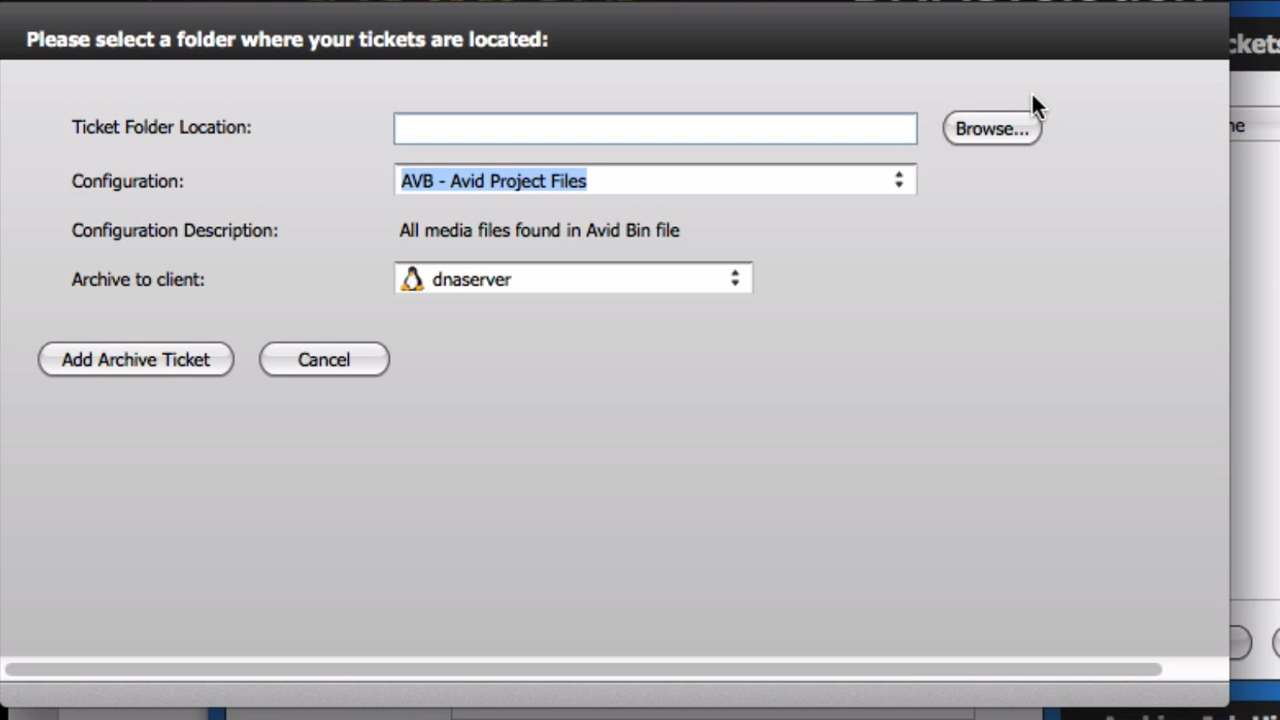 Please select a folder where your tickets are located:
Ticket Folder Location:
Browse...
Configuration:
AVB - Avid Project Files
Configuration Description:
All media files found in Avid Bin file
Archive to client:
dnaserver
Add Archive Ticket
Cancel